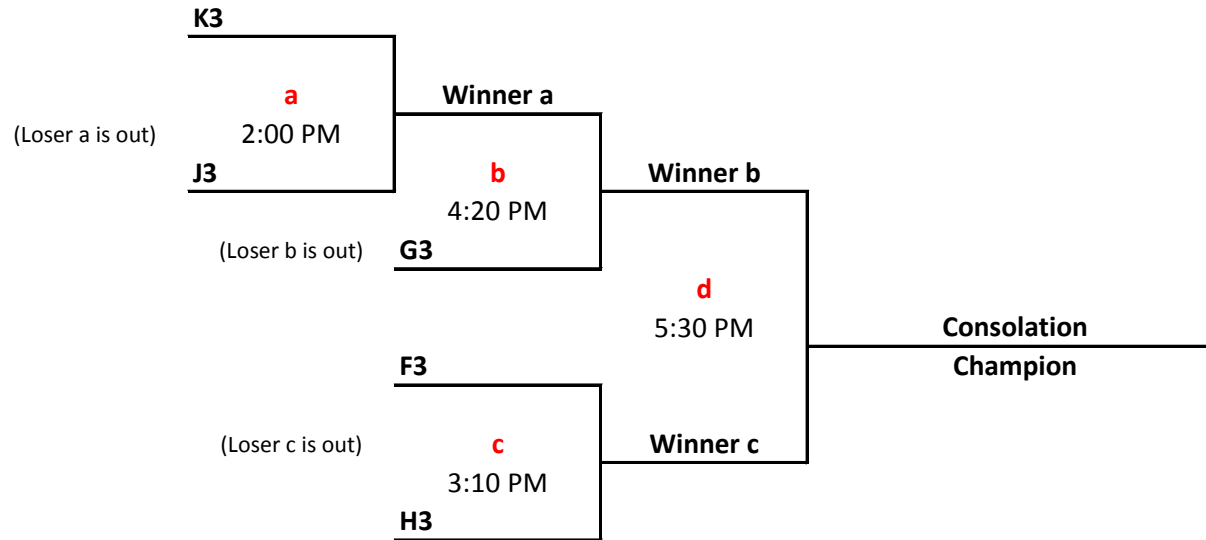 K3
a
Winner a
(Loser a is out)
2:00 PM
J3
b
Winner b
4:20 PM
(Loser b is out)
G3
d
5:30 PM
Consolation
F3
Champion
(Loser c is out)
c
Winner c
3:10 PM
H3